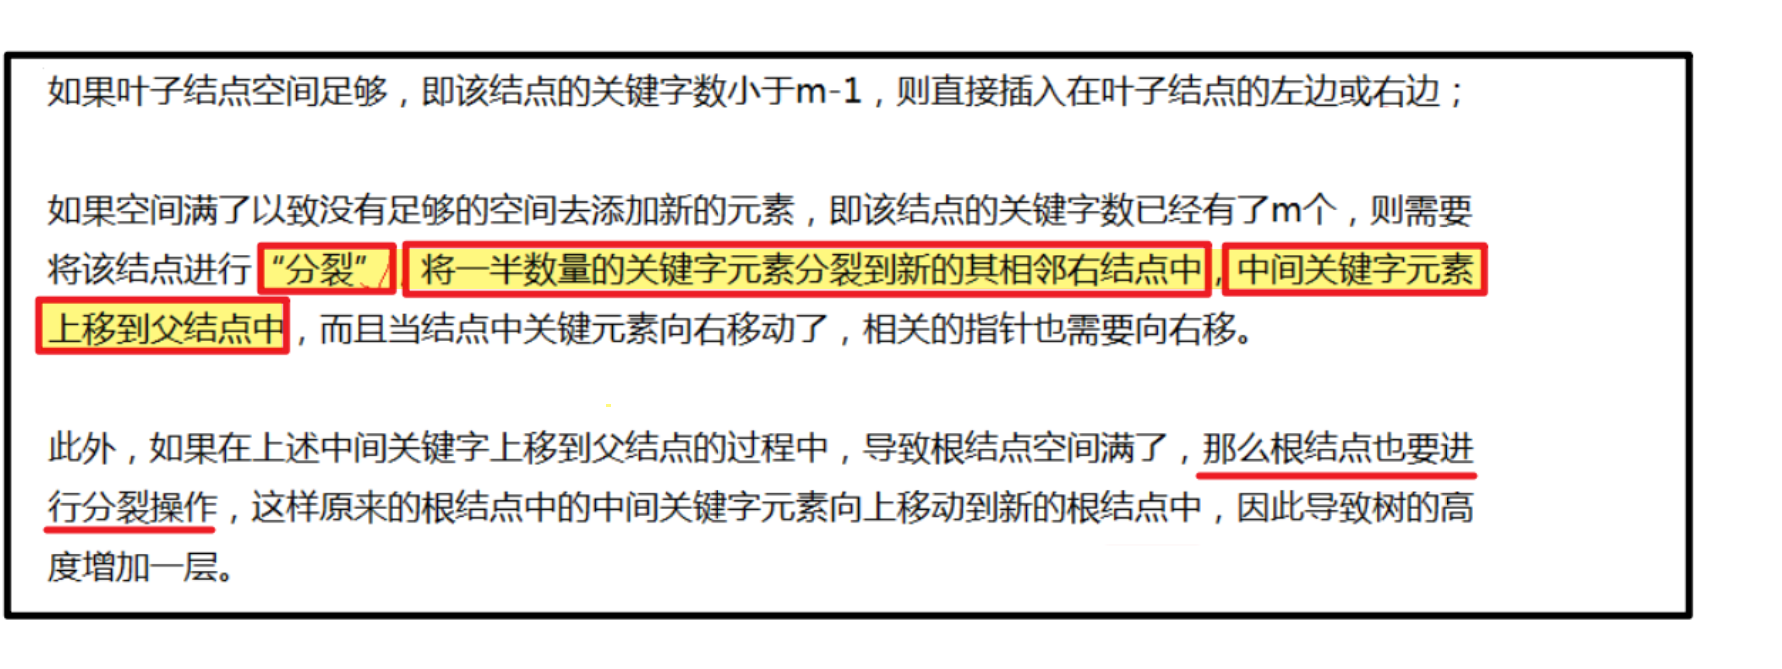 如果叶子结点空间足够，即该结点的关键字数小于m-1，则直接插入在叶子结点的左边或右边；
如果空间满了以致没有足够的空间去添加新的元素，即该结点的关键字数已经有了m个，则需要
将该结点进行“分裂”，将一半数量的关键字元素分裂到新的其相邻右结点中，中间关键字元素
上移到父结点中，而且当结点中关键元素向右移动了，相关的指针也需要向右移。
此外，如果在上述中间关键字上移到父结点的过程中，导致根结点空间满了，那么根结点也要进
行分裂操作，这样原来的根结点中的中间关键字元素向上移动到新的根结点中，因此导致树的高
度增加一层。